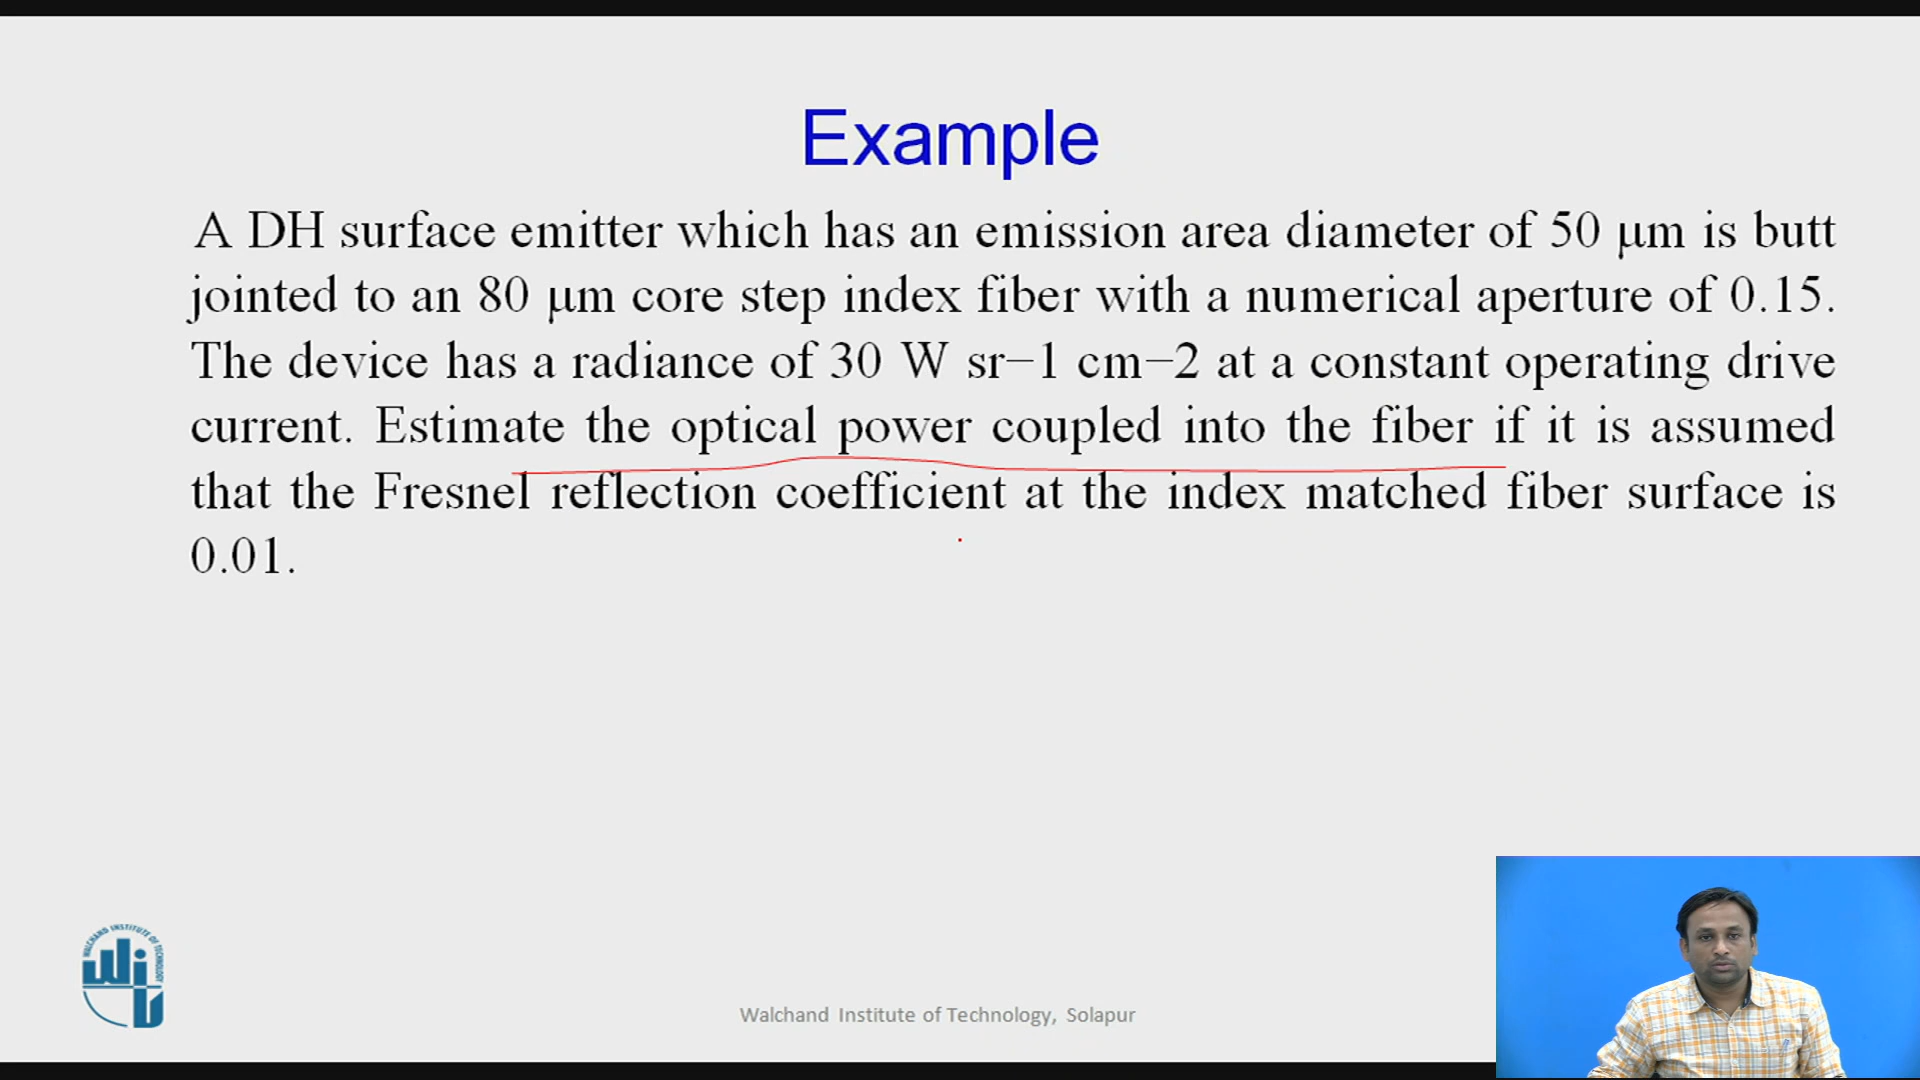 Example
A DH surface emitter which has an emission area diameter of 50 μm is butt
jointed to an 80 μm core step index fiber with a numerical aperture of 0.15.
The device has a radiance of 30 W sr−1 cm−2 at a constant operating drive
current. Estimate the optical power coupled into the fiber if it is assumed
that the Fresnel reflection coefficient at the index matched fiber surface is
0.01.
WALCHAND INSTITUTE OF TECHNOLOGY
Walchand Institute of Technology, Solapur